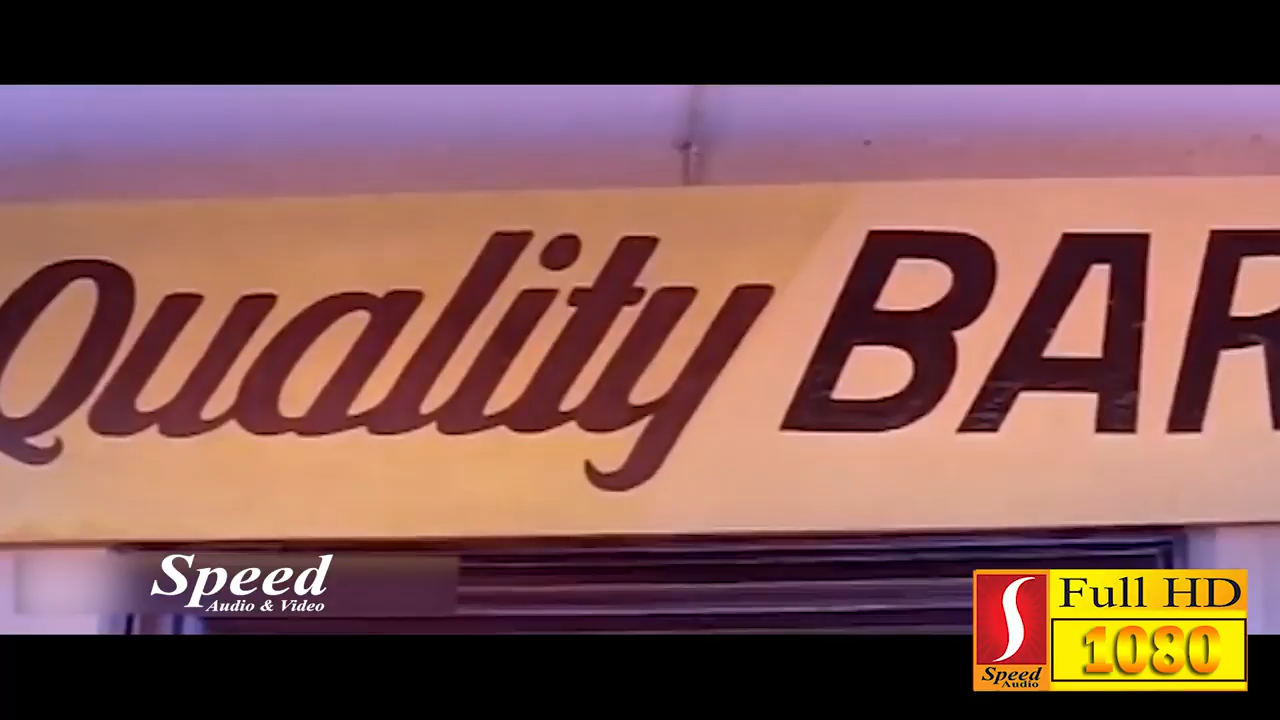 Quality BAR
Speed
Audio & Video
Full HD
1080
Speed
Audio